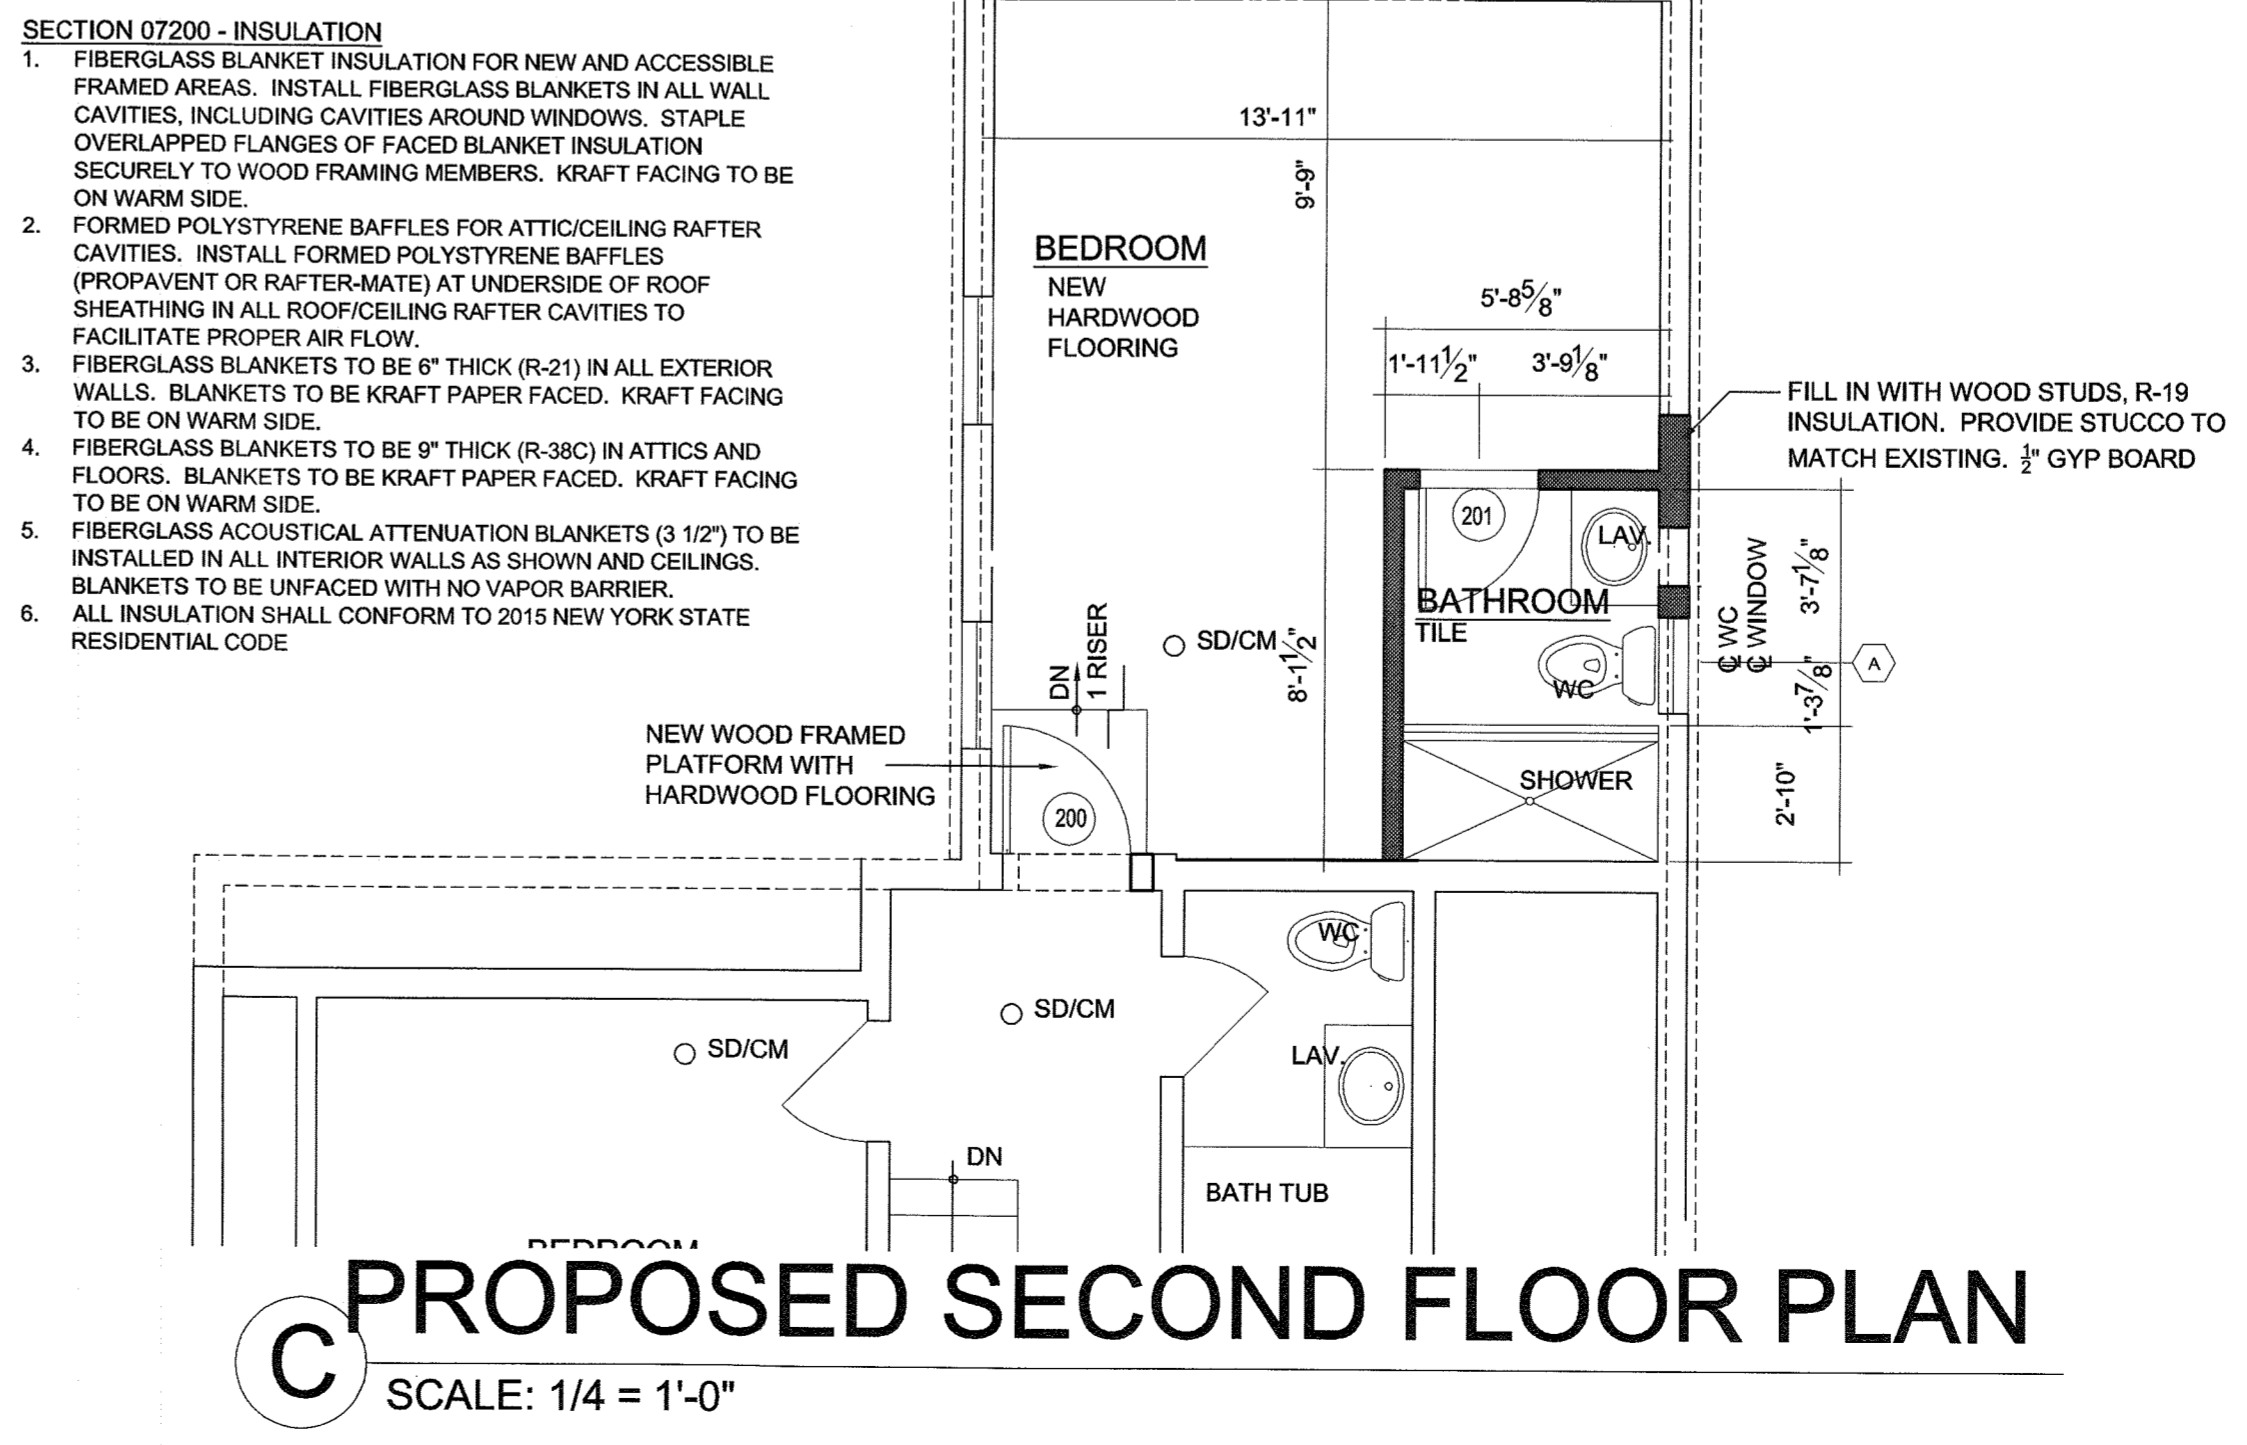 SECTION 07200 - INSULATION
1. FIBERGLASS BLANKET INSULATION FOR NEW AND ACCESSIBLE
FRAMED AREAS. INSTALL FIBERGLASS BLANKETS IN ALL WALL
CAVITIES, INCLUDING CAVITIES AROUND WINDOWS. STAPLE
OVERLAPPED FLANGES OF FACED BLANKET INSULATION
SECURELY TO WOOD FRAMING MEMBERS. KRAFT FACING TO BE
ON WARM SIDE.
2. FORMED POLYSTYRENE BAFFLES FOR ATTIC/CEILING RAFTER
CAVITIES. INSTALL FORMED POLYSTYRENE BAFFLES
(PROPAVENT OR RAFTER-MATE) AT UNDERSIDE OF ROOF
SHEATHING IN ALL ROOF/CEILING RAFTER CAVITIES TO
FACILITATE PROPER AIR FLOW.
3. FIBERGLASS BLANKETS TO BE 6" THICK (R-21) IN ALL EXTERIOR
WALLS. BLANKETS TO BE KRAFT PAPER FACED. KRAFT FACING
TO BE ON WARM SIDE.
4. FIBERGLASS BLANKETS TO BE 9" THICK (R-38C) IN ATTICS AND
FLOORS. BLANKETS TO BE KRAFT PAPER FACED. KRAFT FACING
TO BE ON WARM SIDE.
5. FIBERGLASS ACOUSTICAL ATTENUATION BLANKETS (3 1/2") TO BE
INSTALLED IN ALL INTERIOR WALLS AS SHOWN AND CEILINGS.
BLANKETS TO BE UNFACED WITH NO VAPOR BARRIER.
6. ALL INSULATION SHALL CONFORM TO 2015 NEW YORK STATE
RESIDENTIAL CODE
13'-11"
9'-9"
BEDROOM
NEW
HARDWOOD
FLOORING
5'-8 5/8"
1'-11 1/2"
3'-9 1/8"
FILL IN WITH WOOD STUDS, R-19
INSULATION. PROVIDE STUCCO TO
MATCH EXISTING. 1/2" GYP BOARD
201
LAV.
BATHROOM
TILE
WC
SHOWER
℄ WC
℄ WINDOW
3'-7 1/8"
1'-3 7/8"
2'-10"
A
SD/CM
8'-1 1/2"
DN
1 RISER
NEW WOOD FRAMED
PLATFORM WITH
HARDWOOD FLOORING
200
WC
SD/CM
SD/CM
LAV.
DN
BATH TUB
BEDROOM
C
PROPOSED SECOND FLOOR PLAN
SCALE: 1/4 = 1'-0"